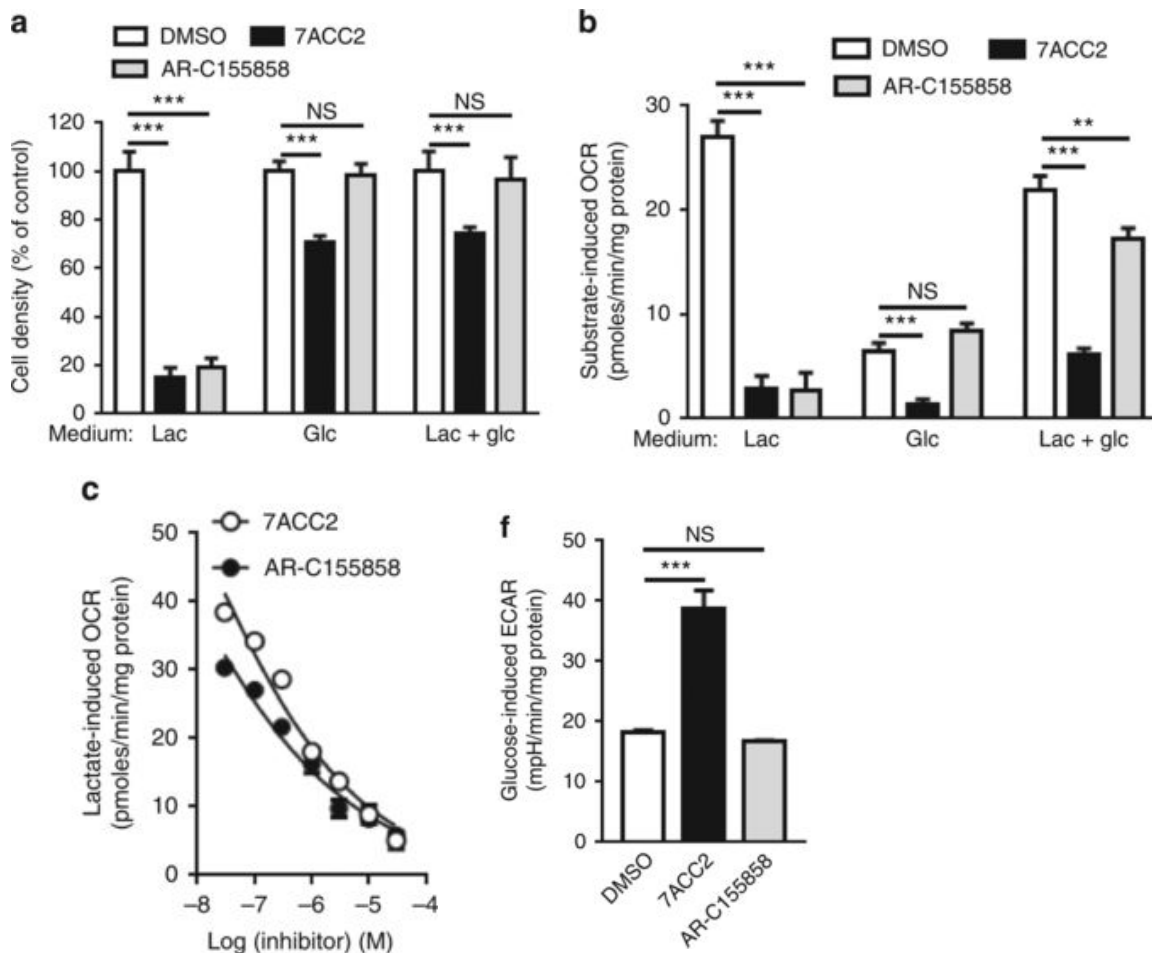 a
DMSO 7ACC2
AR-C155858
Cell density (% of control)
120
100
80
60
40
20
0
***
***
NS
***
NS
***
Medium: Lac Glc Lac + glc
b
DMSO 7ACC2
AR-C155858
Substrate-induced OCR
(pmoles/min/mg protein)
30
20
10
0
***
***
NS
***
**
***
Medium: Lac Glc Lac + glc
c
7ACC2
AR-C155858
Lactate-induced OCR
(pmoles/min/mg protein)
50
40
30
20
10
0
–8 –7 –6 –5 –4
Log (inhibitor) (M)
f
Glucose-induced ECAR
(mpH/min/mg protein)
50
40
30
20
10
0
NS
***
DMSO
7ACC2
AR-C155858